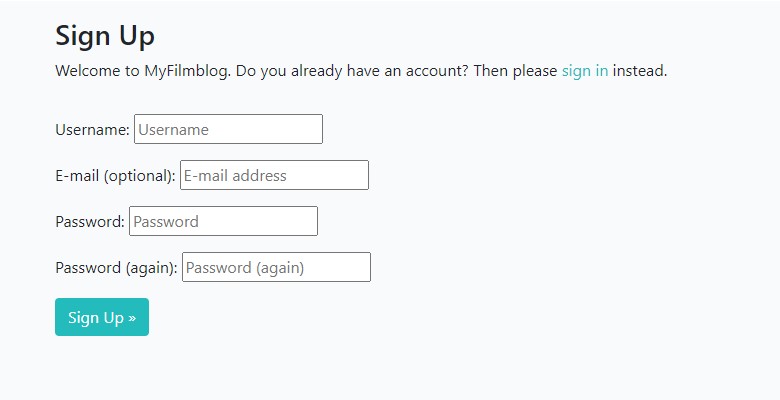 Sign Up
Welcome to MyFilmblog. Do you already have an account? Then please sign in instead.
Username: Username
E-mail (optional): E-mail address
Password: Password
Password (again): Password (again)
Sign Up »